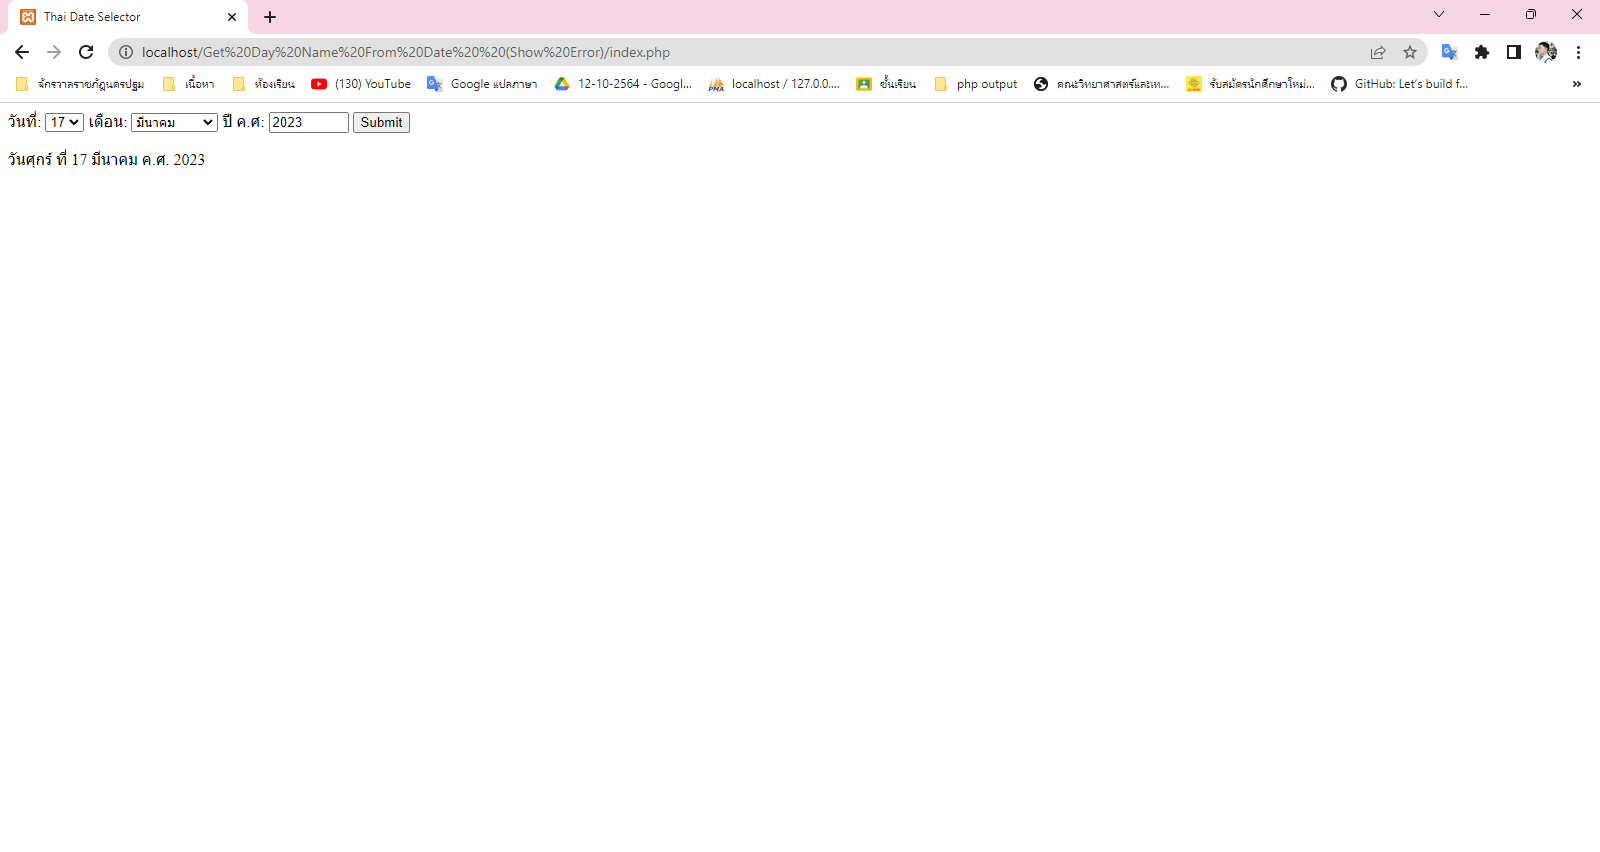 Thai Date Selector
localhost/Get%20Day%20Name%20From%20Date%20%20(Show%20Error)/index.php
จักรวาลราชภัฏนครปฐม เนื้อหา ห้องเรียน (130) YouTube Google แปลภาษา 12-10-2564 - Googl... localhost / 127.0.0.... ชั้นเรียน php output คณะวิทยาศาสตร์และเท... รับสมัครนักศึกษาใหม่... GitHub: Let's build f... »
วันที่: 17 เดือน: มีนาคม ปี ค.ศ: 2023 Submit
วันศุกร์ ที่ 17 มีนาคม ค.ศ. 2023